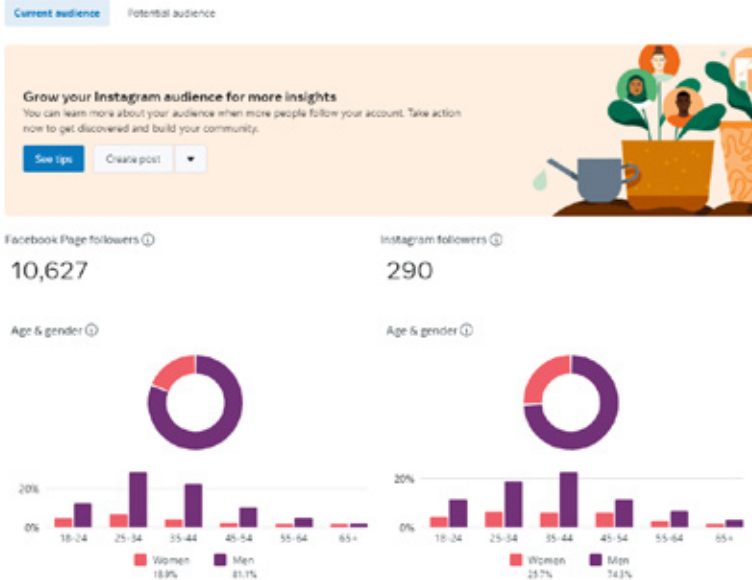 Current audience
Potential audience
Grow your Instagram audience for more insights
You can learn more about your audience when more people follow your account. Take action
now to get discovered and build your community.
See tips
Create post
Facebook Page followers
10,627
Instagram followers
290
Age & gender
Age & gender
20%
0%
18-24 25-34 35-44 45-54 55-64 65+
Women
18.9%
Men
81.1%
20%
0%
18-24 25-34 35-44 45-54 55-64 65+
Women
25.7%
Men
74.3%